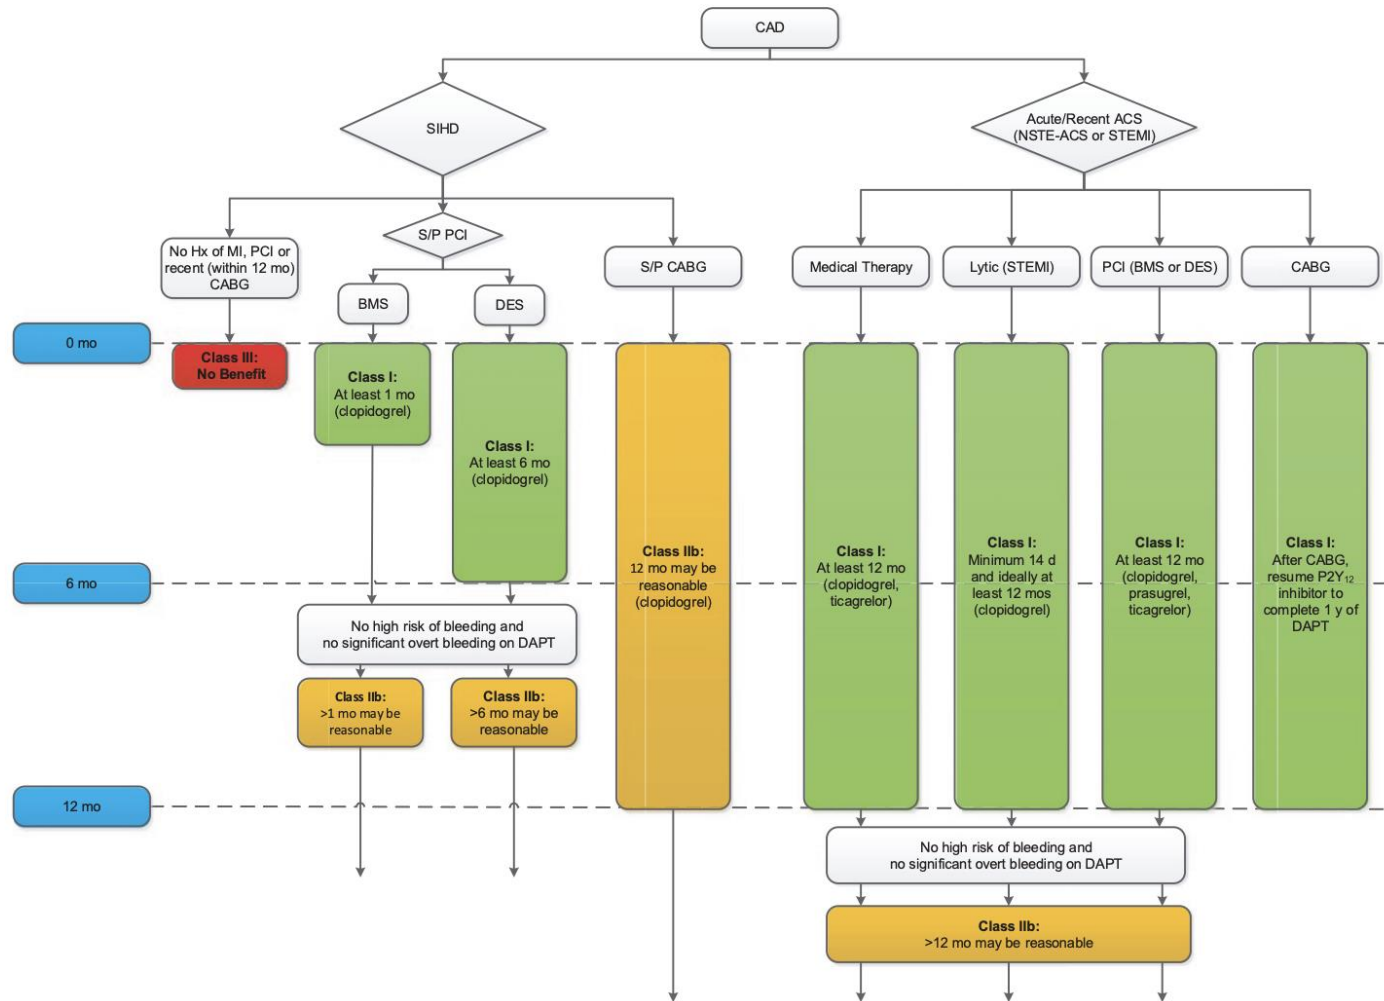 CAD
SIHD
Acute/Recent ACS
(NSTE-ACS or STEMI)
No Hx of MI, PCI or
recent (within 12 mo)
CABG
S/P PCI
BMS
DES
S/P CABG
Medical Therapy
Lytic (STEMI)
PCI (BMS or DES)
CABG
0 mo
Class III:
No Benefit
Class I:
At least 1 mo
(clopidogrel)
Class I:
At least 6 mo
(clopidogrel)
Class IIb:
12 mo may be
reasonable
(clopidogrel)
Class I:
At least 12 mo
(clopidogrel,
ticagrelor)
Class I:
Minimum 14 d
and ideally at
least 12 mos
(clopidogrel)
Class I:
At least 12 mo
(clopidogrel,
prasugrel,
ticagrelor)
Class I:
After CABG,
resume P2Y₁₂
inhibitor to
complete 1 y of
DAPT
6 mo
No high risk of bleeding and
no significant overt bleeding on DAPT
Class IIb:
>1 mo may be
reasonable
Class IIb:
>6 mo may be
reasonable
12 mo
No high risk of bleeding and
no significant overt bleeding on DAPT
Class IIb:
>12 mo may be reasonable